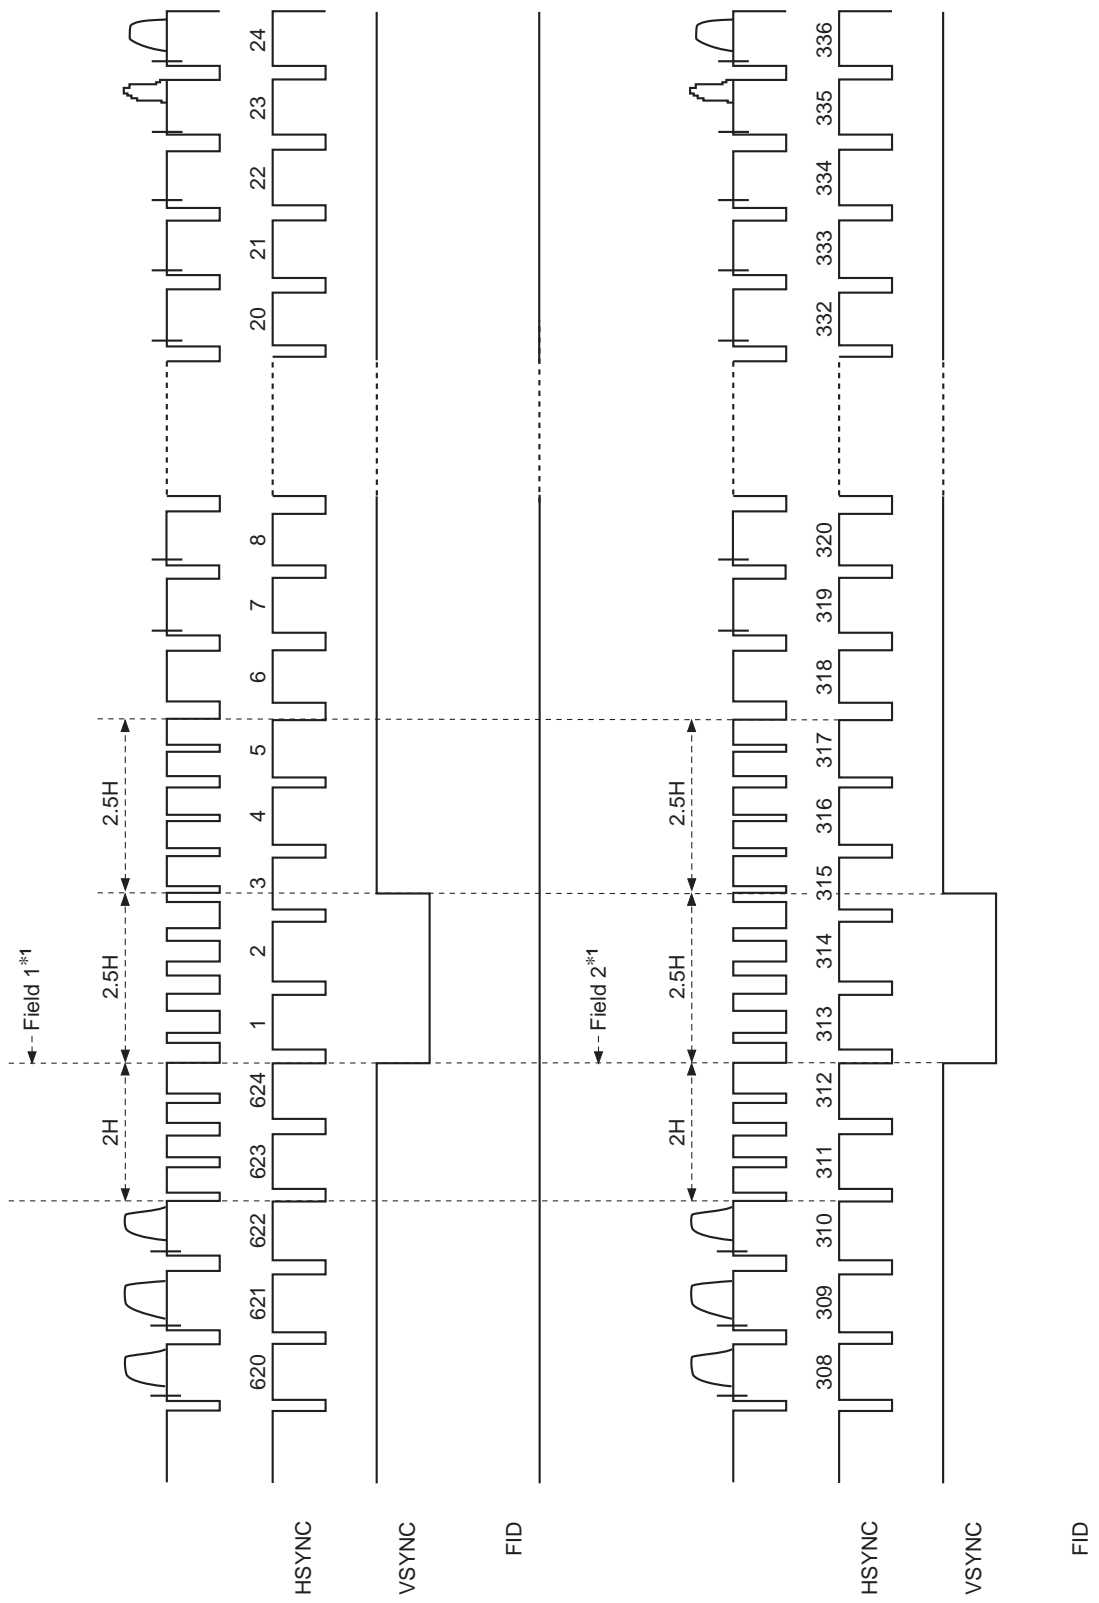 Field 1*1
2H
2.5H
2.5H
620 621 622 623 624 1 2 3 4 5 6 7 8 20 21 22 23 24
HSYNC
VSYNC
FID
Field 2*1
2H
2.5H
2.5H
308 309 310 311 312 313 314 315 316 317 318 319 320 332 333 334 335 336
HSYNC
VSYNC
FID